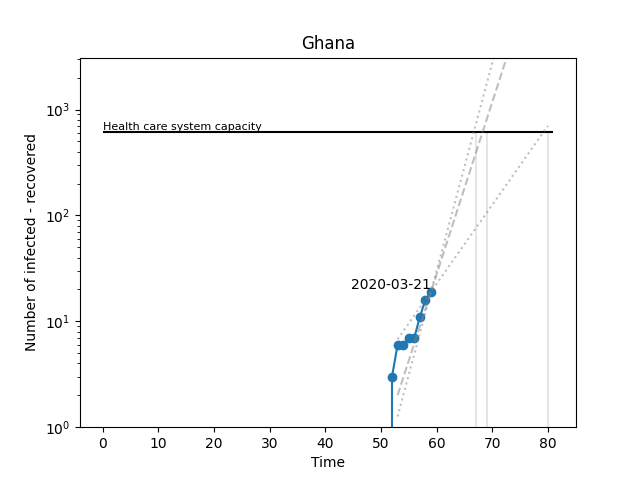 Ghana
Number of infected - recovered
10³
10²
10¹
10⁰
Health care system capacity
2020-03-21
0 10 20 30 40 50 60 70 80
Time